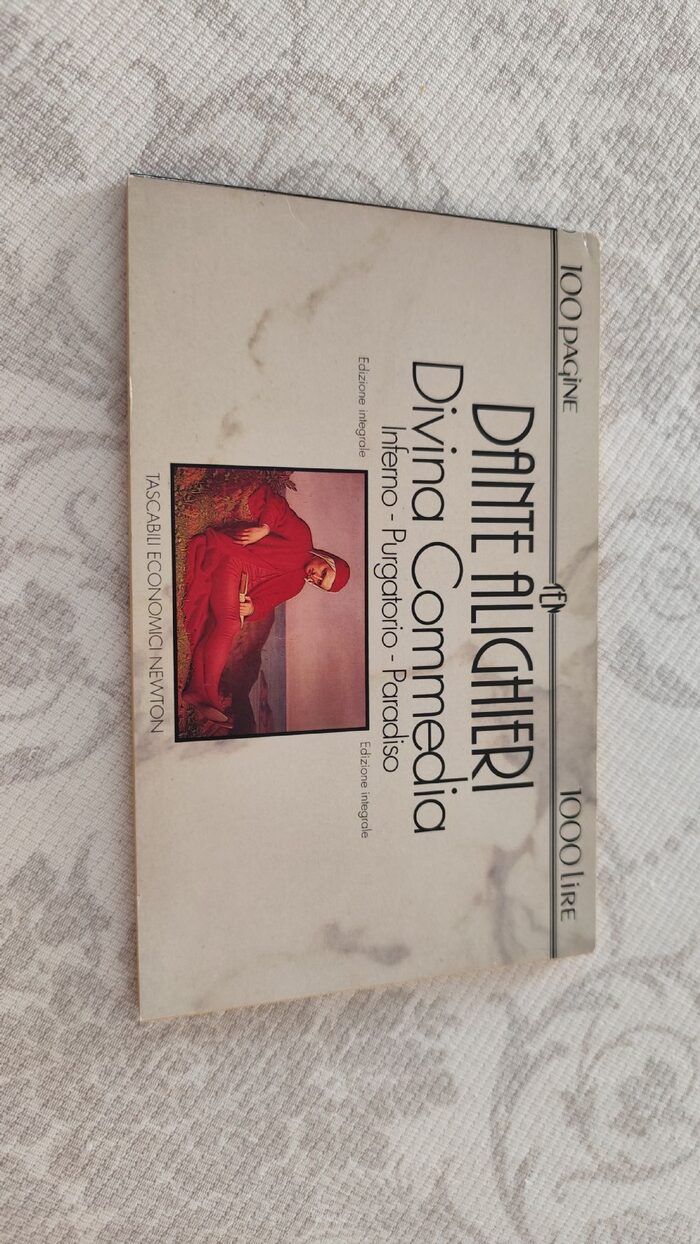 100 pagine TEN 1000 lire
DANTE ALIGHIERI
Divina Commedia
Inferno - Purgatorio - Paradiso
Edizione integrale Edizione integrale
TASCABILI ECONOMICI NEWTON